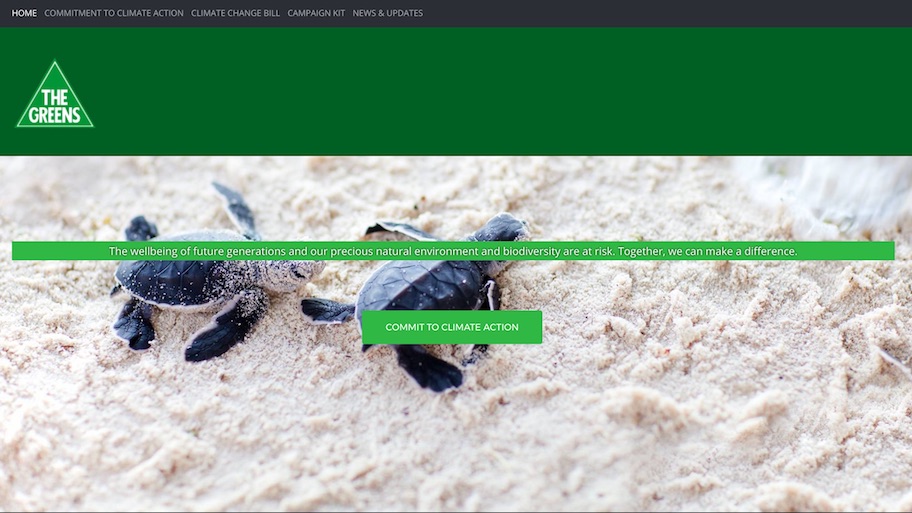 HOME COMMITMENT TO CLIMATE ACTION CLIMATE CHANGE BILL CAMPAIGN KIT NEWS & UPDATES
THE
GREENS
The wellbeing of future generations and our precious natural environment and biodiversity are at risk. Together, we can make a difference.
COMMIT TO CLIMATE ACTION